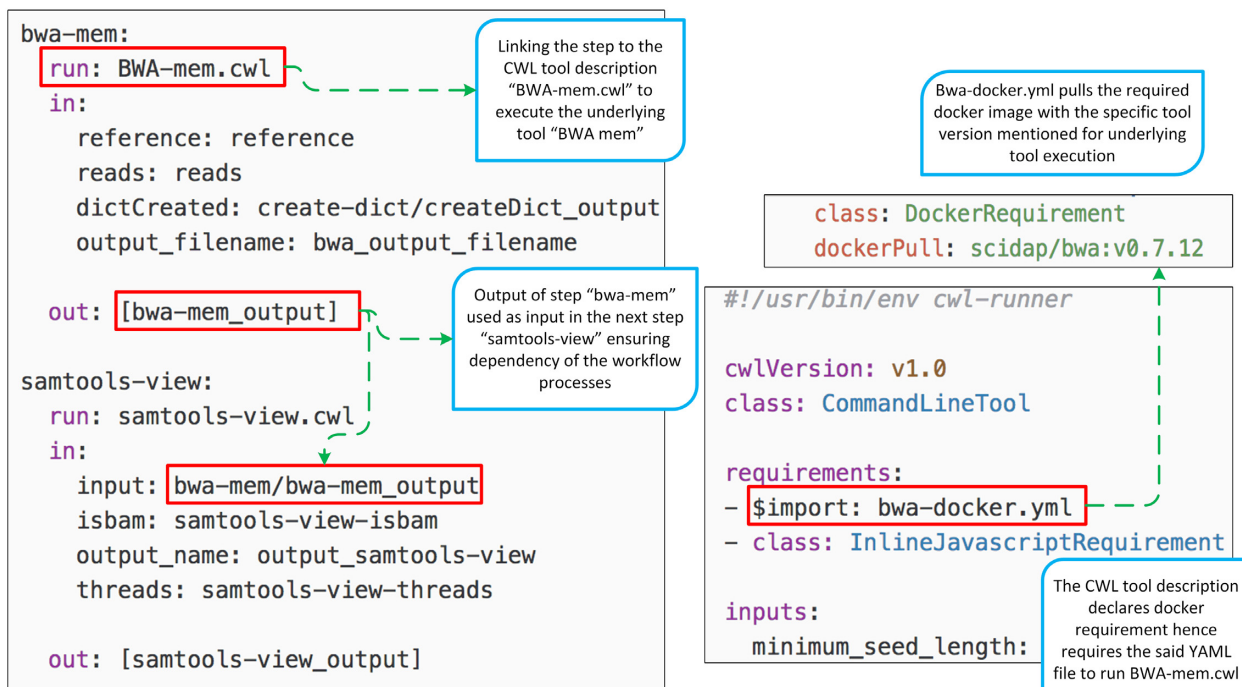 bwa-mem:
run: BWA-mem.cwl
in:
reference: reference
reads: reads
dictCreated: create-dict/createDict_output
output_filename: bwa_output_filename
out: [bwa-mem_output]
samtools-view:
run: samtools-view.cwl
in:
input: bwa-mem/bwa-mem_output
isbam: samtools-view-isbam
output_name: output_samtools-view
threads: samtools-view-threads
out: [samtools-view_output]
Linking the step to the
CWL tool description
“BWA-mem.cwl” to
execute the underlying
tool “BWA mem”
Output of step “bwa-mem”
used as input in the next step
“samtools-view” ensuring
dependency of the workflow
processes
Bwa-docker.yml pulls the required
docker image with the specific tool
version mentioned for underlying
tool execution
class: DockerRequirement
dockerPull: scidap/bwa:v0.7.12
#!/usr/bin/env cwl-runner
cwlVersion: v1.0
class: CommandLineTool
requirements:
- $import: bwa-docker.yml
- class: InlineJavascriptRequirement
inputs:
minimum_seed_length:
The CWL tool description
declares docker
requirement hence
requires the said YAML
file to run BWA-mem.cwl